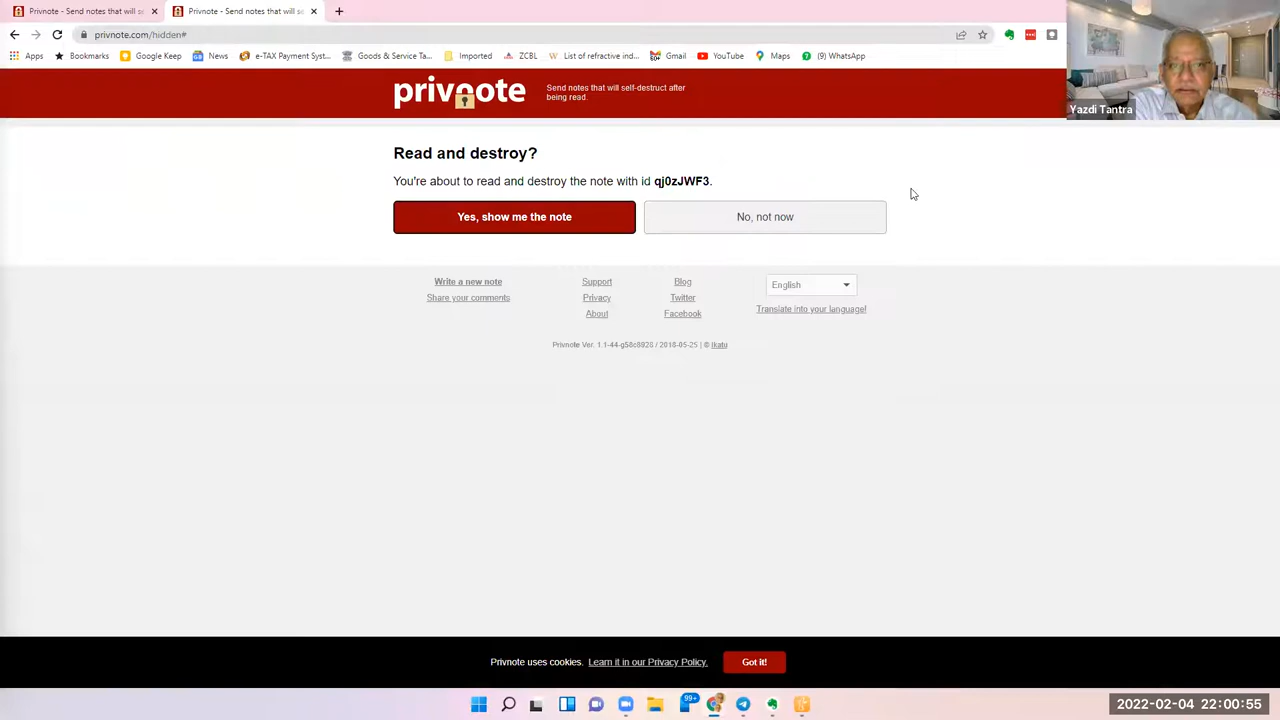 Privnote - Send notes that will se
Privnote - Send notes that will se
privnote.com/hidden#
Apps
Bookmarks
Google Keep
News
e-TAX Payment Syst...
Goods & Service Ta...
Imported
ZCBL
List of refractive ind...
Gmail
YouTube
Maps
(9) WhatsApp
privnote
Send notes that will self-destruct after
being read.
Yazdi Tantra
Read and destroy?
You're about to read and destroy the note with id qj0zJWF3.
Yes, show me the note
No, not now
Write a new note
Support
Blog
English
Share your comments
Privacy
Twitter
About
Facebook
Translate into your language!
Privnote Ver. 1.1-44-g58c8928 / 2018-05-25 | © Ikatu
Privnote uses cookies. Learn it in our Privacy Policy.
Got it!
99+
2022-02-04 22:00:55